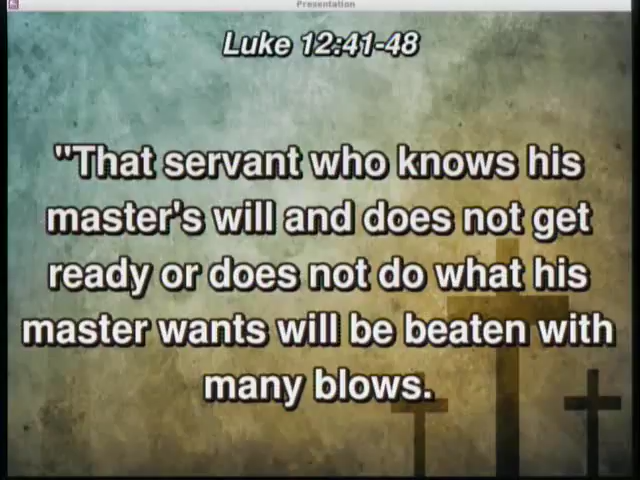 Presentation
Luke 12:41-48
"That servant who knows his
master's will and does not get
ready or does not do what his
master wants will be beaten with
many blows.